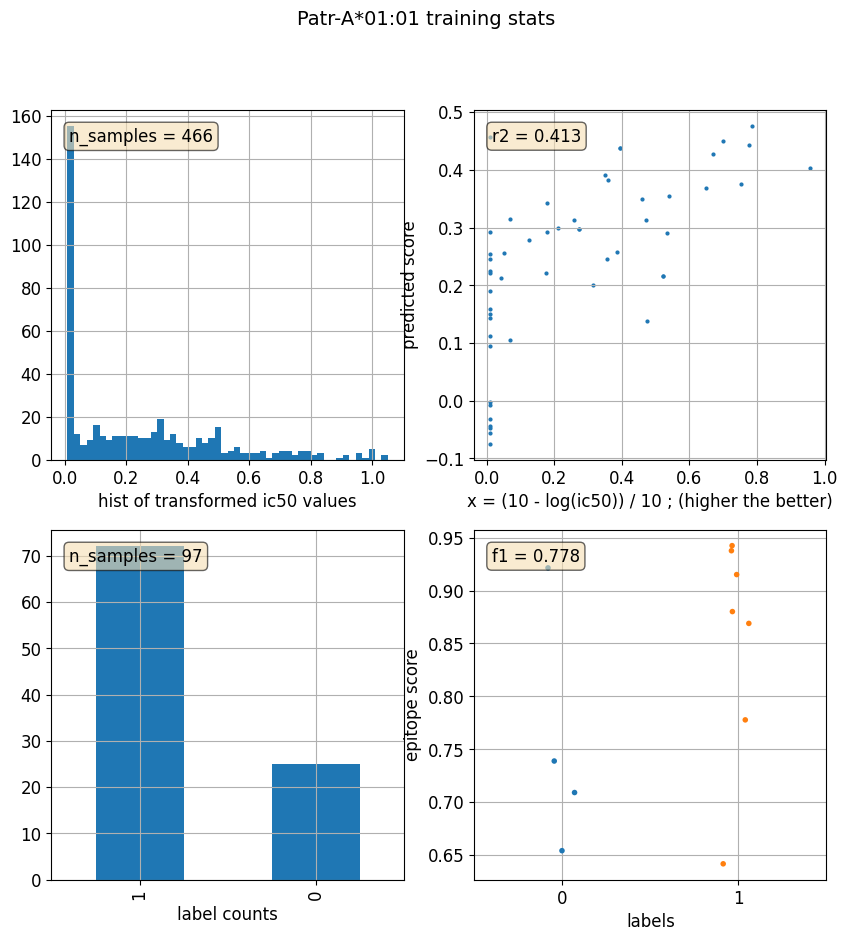 Patr-A*01:01 training stats
n_samples = 466
160
140
120
100
80
60
40
20
0
0.0 0.2 0.4 0.6 0.8 1.0
hist of transformed ic50 values
r2 = 0.413
predicted score
0.5
0.4
0.3
0.2
0.1
0.0
−0.1
0.0 0.2 0.4 0.6 0.8 1.0
x = (10 - log(ic50)) / 10 ; (higher the better)
n_samples = 97
70
60
50
40
30
20
10
0
1 0
label counts
f1 = 0.778
epitope score
0.95
0.90
0.85
0.80
0.75
0.70
0.65
0 1
labels